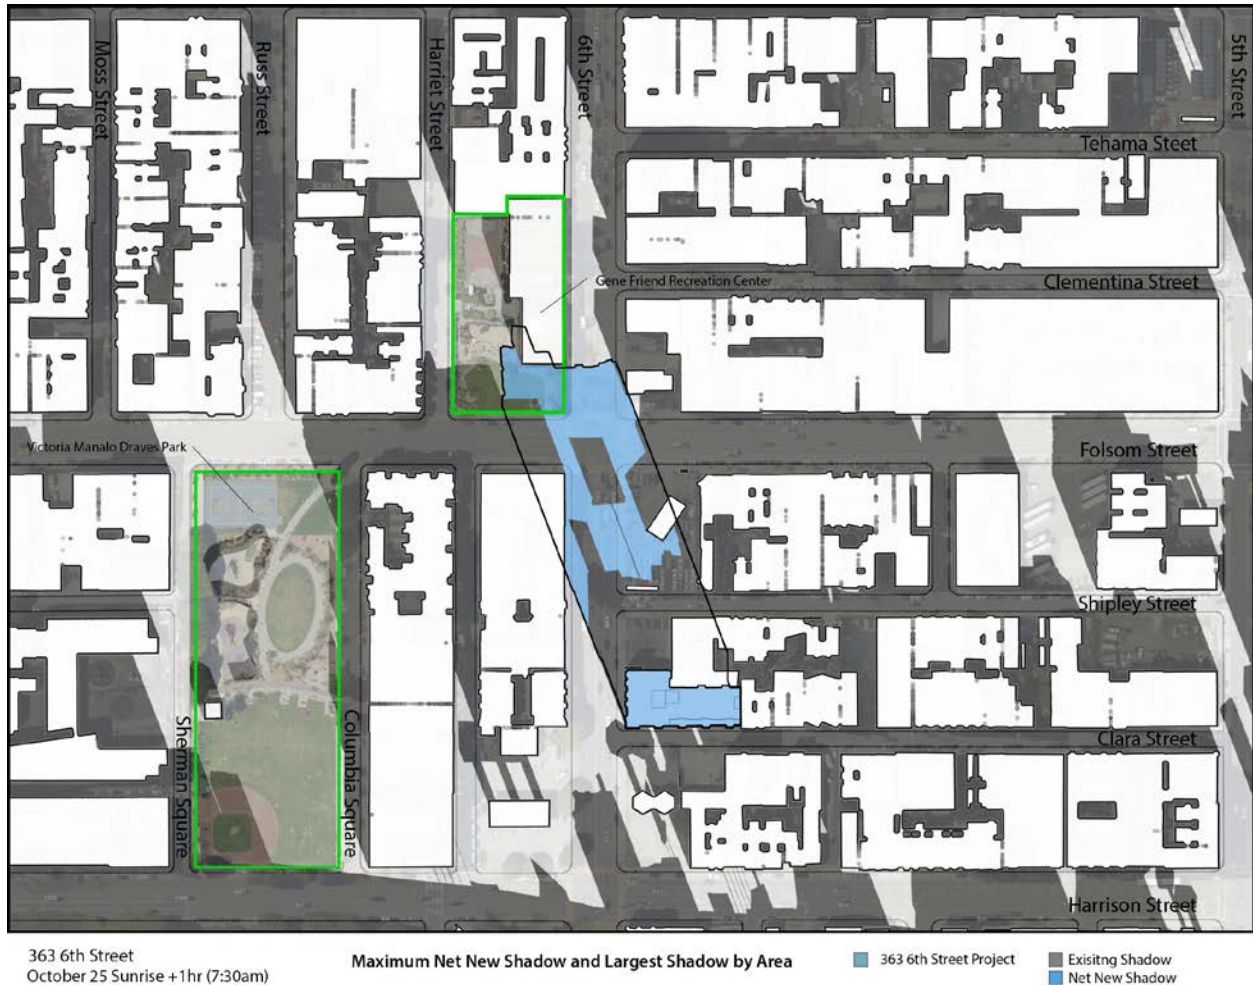 Moss Street
Russ Street
Harriet Street
6th Street
5th Street
Tehama Steet
Gene Friend Recreation Center
Clementina Street
Victoria Manalo Draves Park
Folsom Street
Shipley Street
Sherman Square
Columbia Square
Clara Street
Harrison Street
363 6th Street
October 25 Sunrise +1hr (7:30am)
Maximum Net New Shadow and Largest Shadow by Area
363 6th Street Project
Exisitng Shadow
Net New Shadow